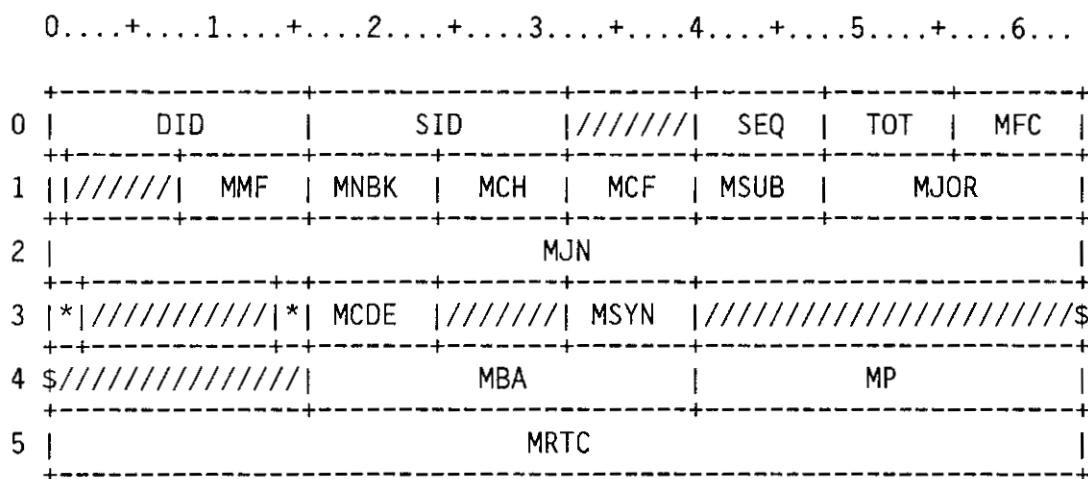 0....+....1....+....2....+....3....+....4....+....5....+....6...
+---------------+---------------+-------+-------+-------+-------+
0 |      DID      |      SID      |///////|  SEQ  |  TOT  |  MFC  |
++------+-------+---------------+-------+-------+-------+-------+
1 ||//////|  MMF  | MNBK  |  MCH  |  MCF  | MSUB  |     MJOR      |
++------+-------+-------+-------+-------+-------+---------------+
2 |                              MJN                              |
+-+-----------+-+-------+-------+-------+-----------------------+
3 |*|///////////|*| MCDE  |///////| MSYN  |///////////////////////$
+-+-----------+-+-------+-------+-------+-----------------------+
4 $///////////////|          MBA          |          MP           |
+---------------+-----------------------+-----------------------+
5 |                             MRTC                              |
+---------------------------------------------------------------+